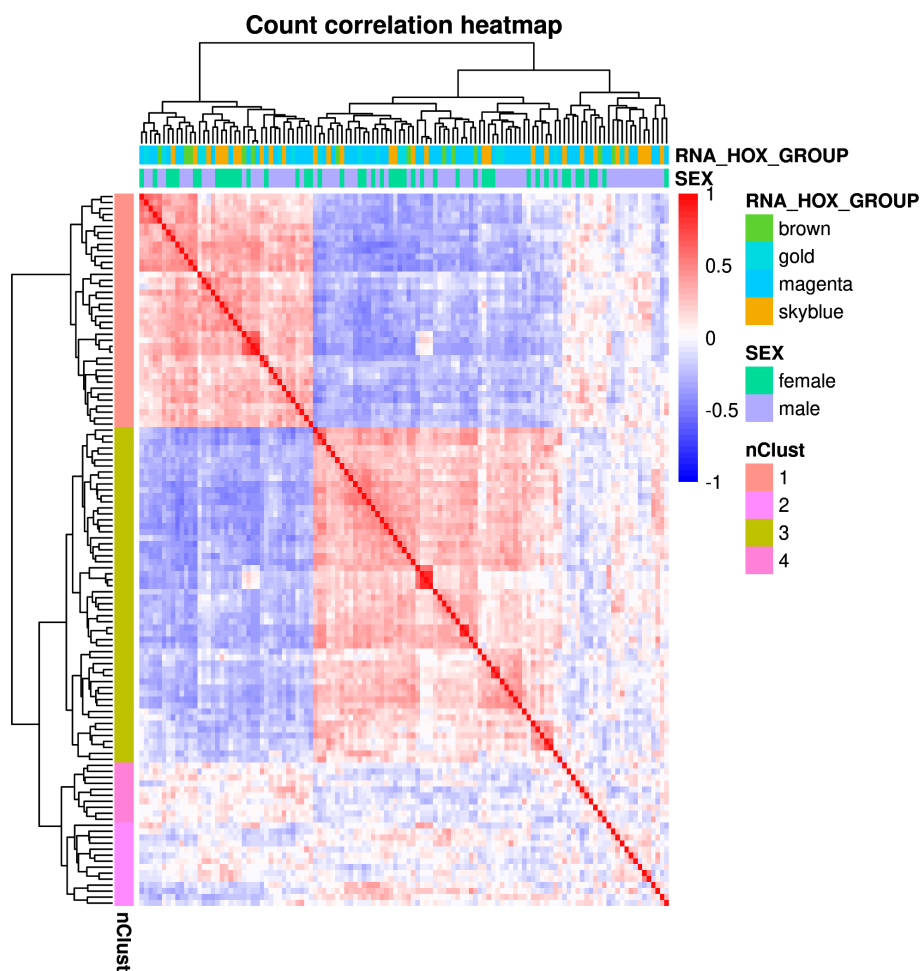 Count correlation heatmap
RNA_HOX_GROUP
SEX
1
0.5
0
-0.5
-1
RNA_HOX_GROUP
brown
gold
magenta
skyblue
SEX
female
male
nClust
1
2
3
4
nClust